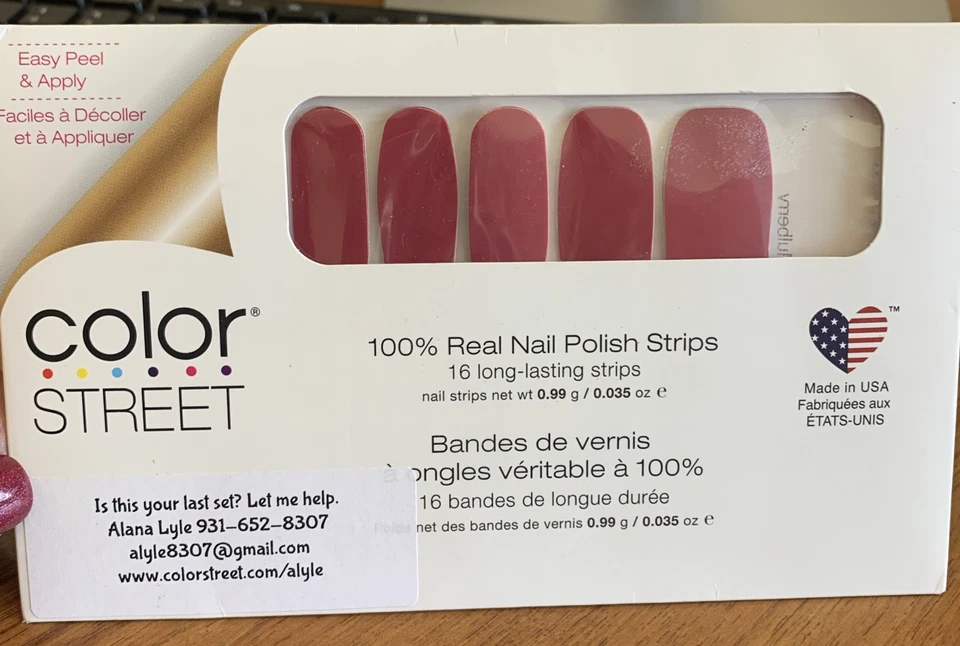 Easy Peel
& Apply
Faciles à Décoller
et à Appliquer
color®
STREET
100% Real Nail Polish Strips
16 long-lasting strips
nail strips net wt 0.99 g / 0.035 oz e
Made in USA
Fabriquées aux
ÉTATS-UNIS
™
Bandes de vernis
à ongles véritable à 100%
16 bandes de longue durée
Poids net des bandes de vernis 0.99 g / 0.035 oz e
Is this your last set? Let me help.
Alana Lyle 931-652-8307
alyle8307@gmail.com
www.colorstreet.com/alyle